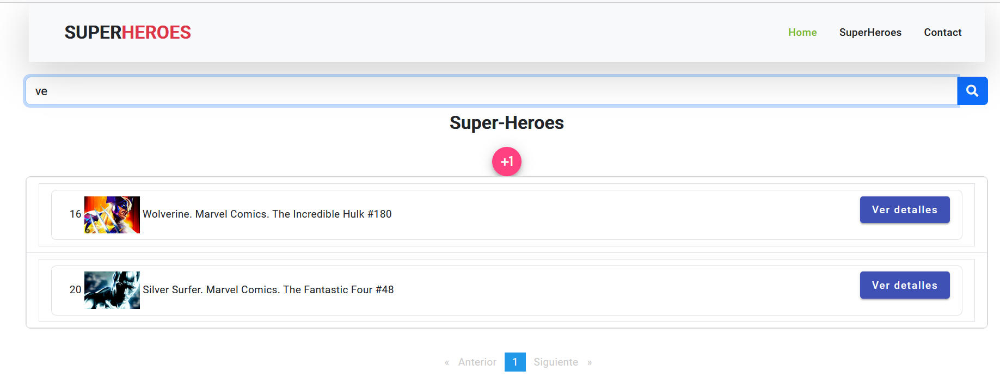 SUPERHEROES
Home SuperHeroes Contact
ve
Super-Heroes
+1
16 Wolverine. Marvel Comics. The Incredible Hulk #180 Ver detalles
20 Silver Surfer. Marvel Comics. The Fantastic Four #48 Ver detalles
« Anterior 1 Siguiente »